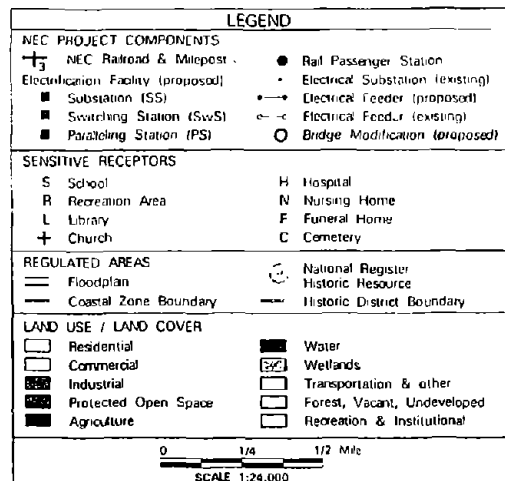 LEGEND
NEC PROJECT COMPONENTS
3 NEC Railroad & Milepost
Electrification Facility (proposed)
Substation (SS)
Switching Station (SwS)
Paralleling Station (PS)
Rail Passenger Station
Electrical Substation (existing)
Electrical Feeder (proposed)
Electrical Feeder (existing)
Bridge Modification (proposed)
SENSITIVE RECEPTORS
S School
R Recreation Area
L Library
Church
H Hospital
N Nursing Home
F Funeral Home
C Cemetery
REGULATED AREAS
Floodplain
Coastal Zone Boundary
National Register
Historic Resource
Historic District Boundary
LAND USE / LAND COVER
Residential
Commercial
Industrial
Protected Open Space
Agriculture
Water
Wetlands
Transportation & other
Forest, Vacant, Undeveloped
Recreation & Institutional
0 1/4 1/2 Mile
SCALE 1:24,000